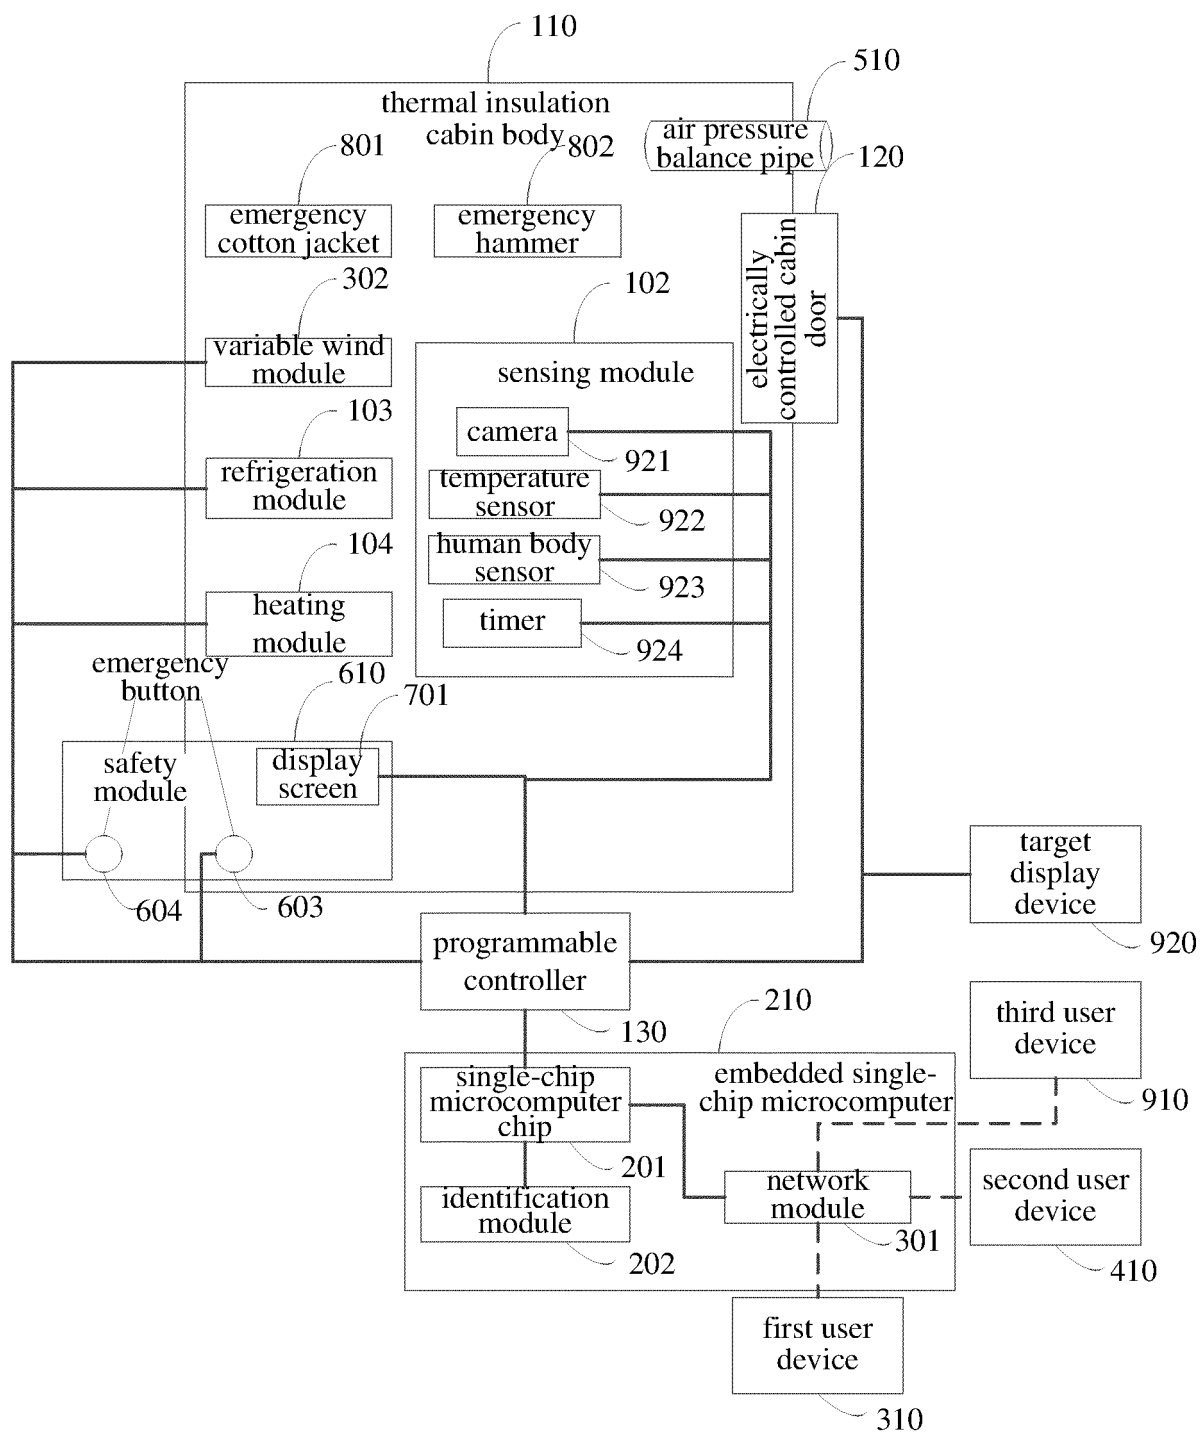 110
510
thermal insulation
cabin body
air pressure
balance pipe
801
802
120
emergency
cotton jacket
emergency
hammer
electrically
controlled cabin
door
302
102
variable wind
module
sensing module
103
camera
921
refrigeration
module
temperature
sensor
922
104
human body
sensor
923
heating
module
timer
924
emergency
button
610
701
safety
module
display
screen
604
603
target
display
device
920
programmable
controller
130
210
third user
device
910
single-chip
microcomputer
chip
201
embedded single-
chip microcomputer
identification
module
202
network
module
301
second user
device
410
first user
device
310